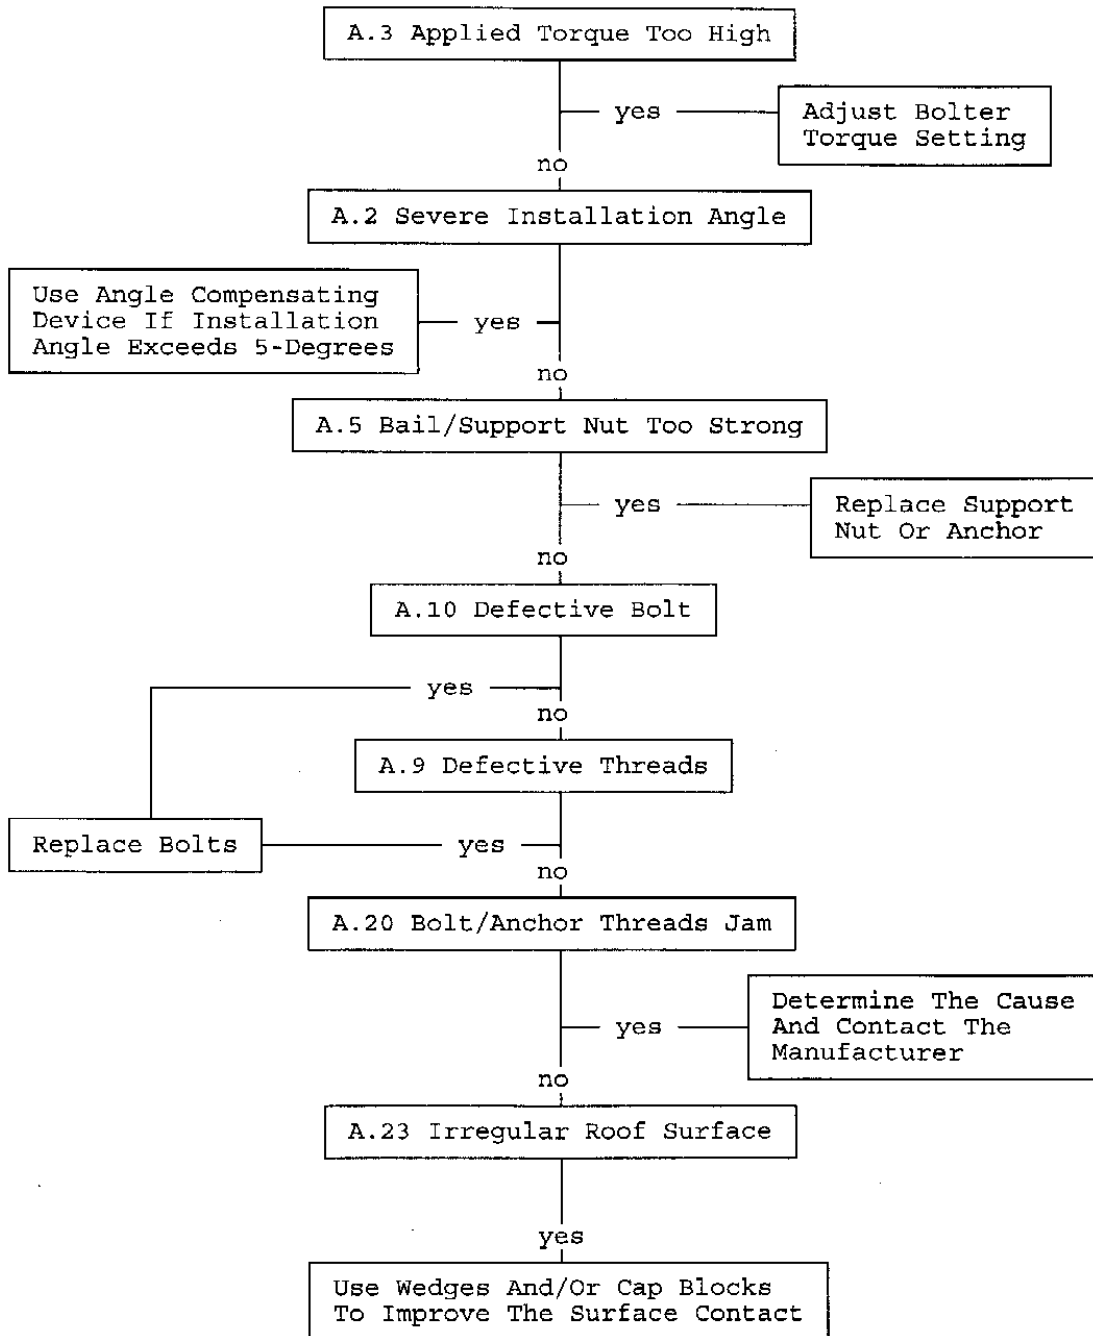 A.3 Applied Torque Too High
yes
Adjust Bolter
Torque Setting
no
A.2 Severe Installation Angle
Use Angle Compensating
Device If Installation
Angle Exceeds 5-Degrees
yes
no
A.5 Bail/Support Nut Too Strong
yes
Replace Support
Nut Or Anchor
no
A.10 Defective Bolt
yes
no
A.9 Defective Threads
Replace Bolts
yes
no
A.20 Bolt/Anchor Threads Jam
yes
Determine The Cause
And Contact The
Manufacturer
no
A.23 Irregular Roof Surface
yes
Use Wedges And/Or Cap Blocks
To Improve The Surface Contact